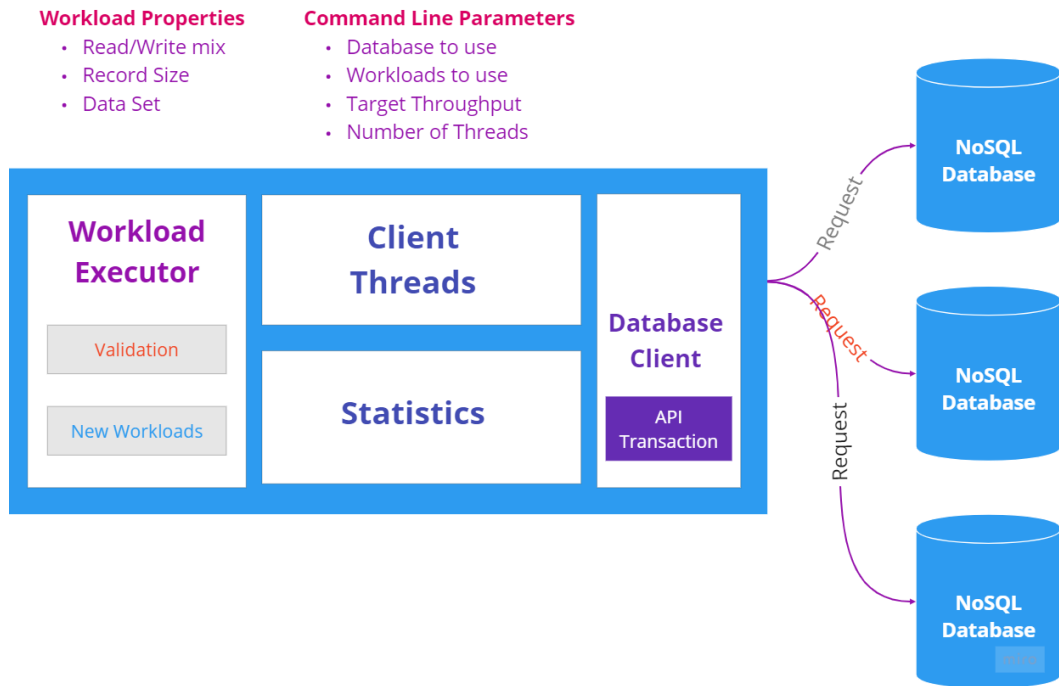 Workload Properties
• Read/Write mix
• Record Size
• Data Set
Command Line Parameters
• Database to use
• Workloads to use
• Target Throughput
• Number of Threads
Workload
Executor
Validation
New Workloads
Client
Threads
Statistics
Database
Client
API
Transaction
Request
Request
Request
NoSQL
Database
NoSQL
Database
NoSQL
Database